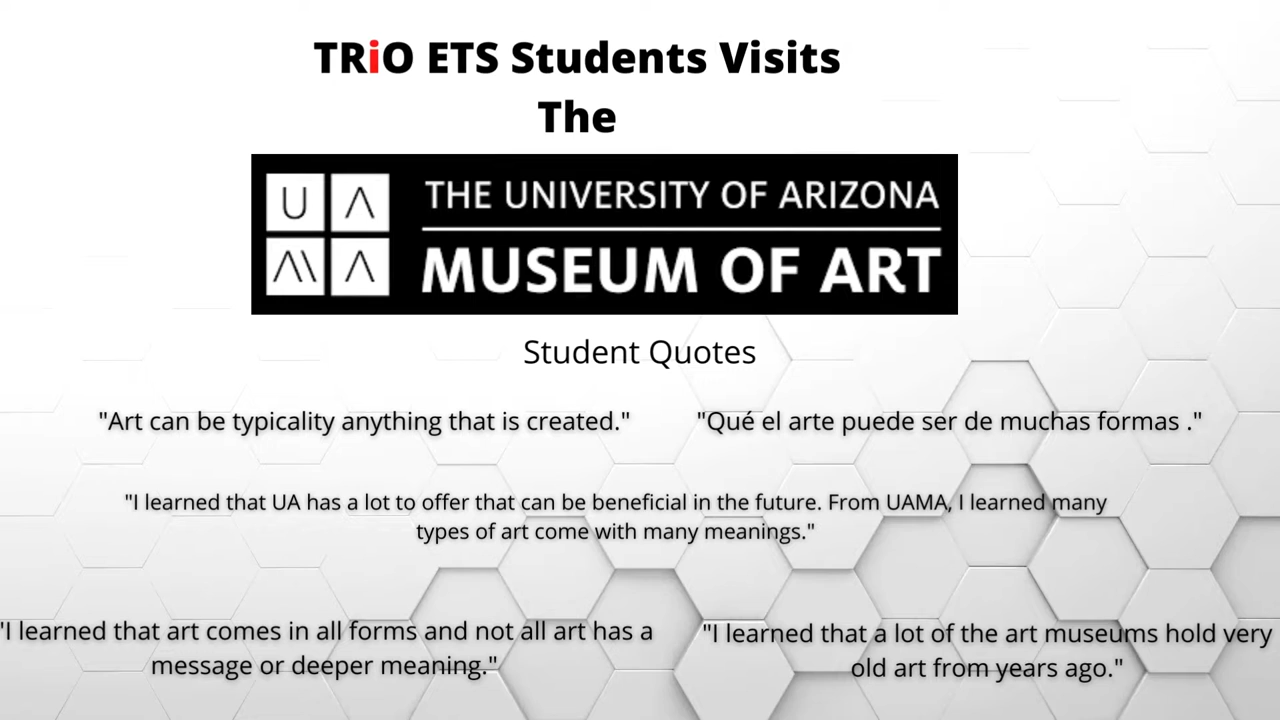 TRiO ETS Students Visits
The
U A
M A
THE UNIVERSITY OF ARIZONA
MUSEUM OF ART
Student Quotes
"Art can be typicality anything that is created."
"Qué el arte puede ser de muchas formas ."
"I learned that UA has a lot to offer that can be beneficial in the future. From UAMA, I learned many
types of art come with many meanings."
"I learned that art comes in all forms and not all art has a
message or deeper meaning."
"I learned that a lot of the art museums hold very
old art from years ago."